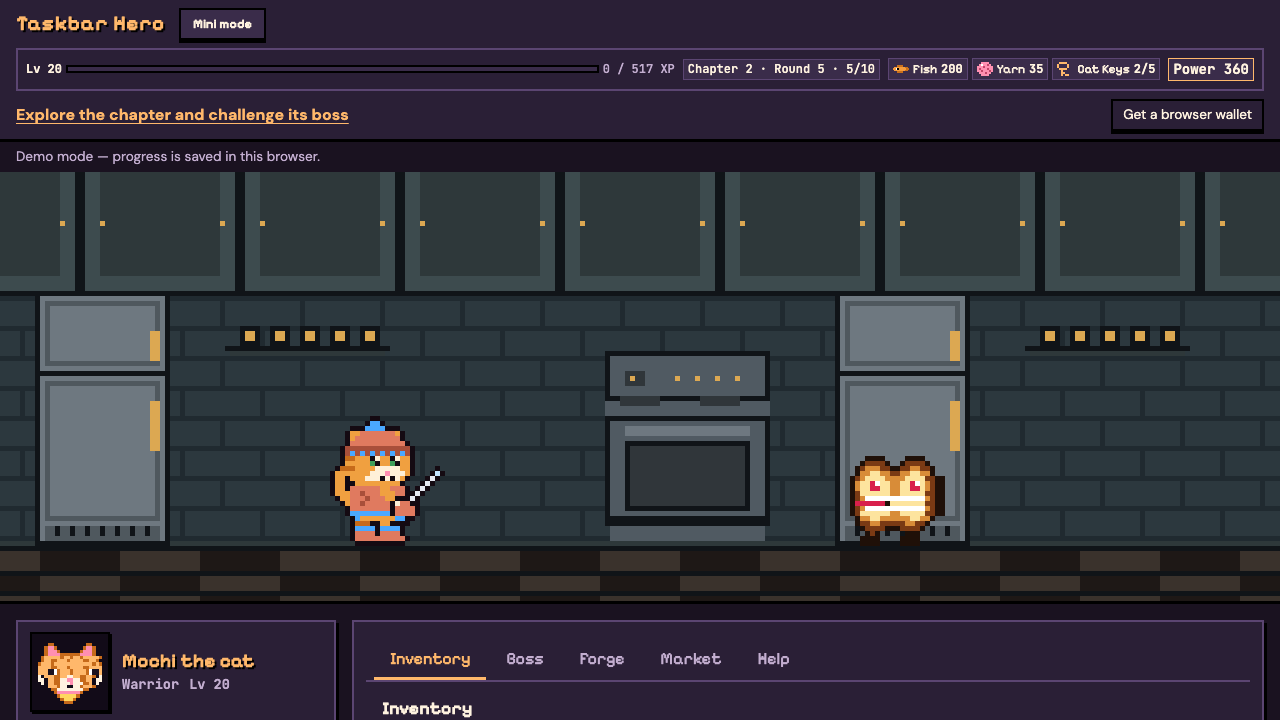 Taskbar Hero
Mini mode
Lv 20
0 / 517 XP
Chapter 2 · Round 5 · 5/10
Fish 200
Yarn 35
Oat Keys 2/5
Power 360
Explore the chapter and challenge its boss
Get a browser wallet
Demo mode — progress is saved in this browser.
Mochi the cat
Warrior Lv 20
Inventory
Boss
Forge
Market
Help
Inventory